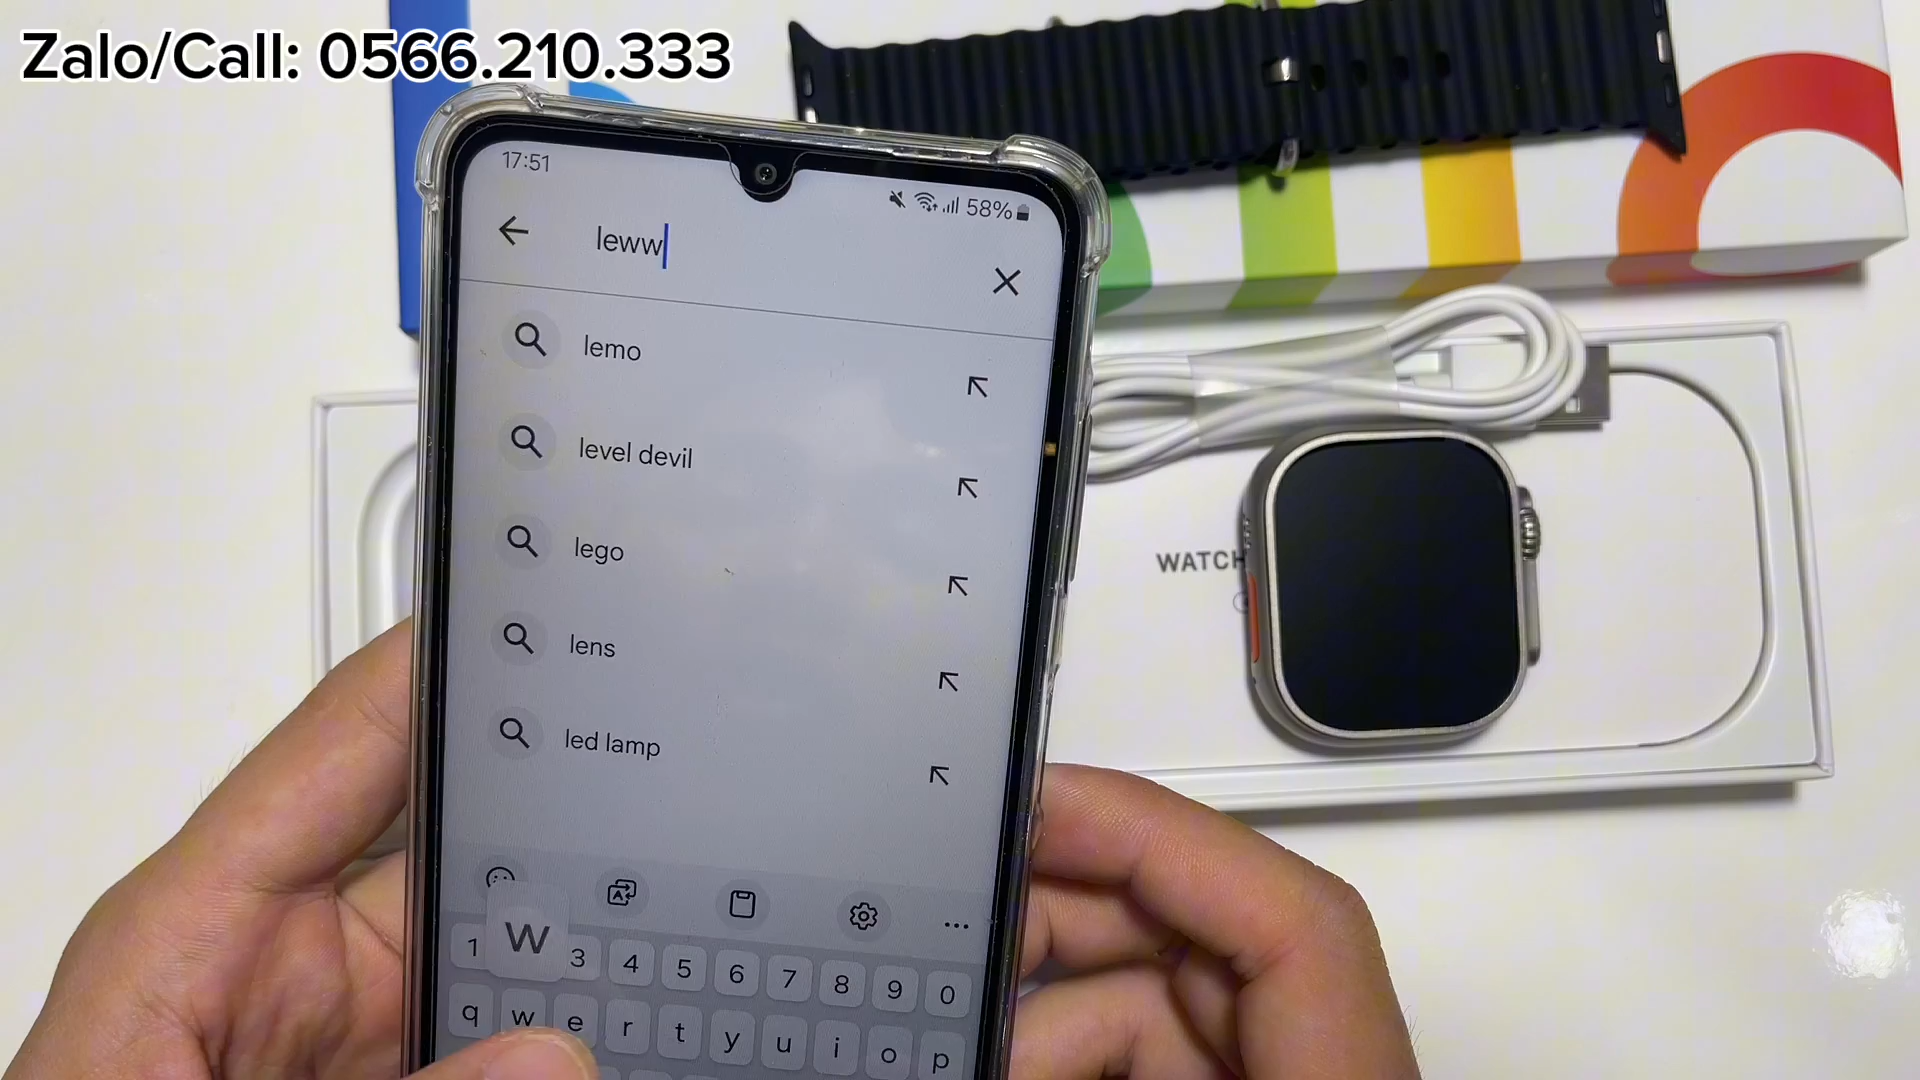 Zalo/Call: 0566.210.333
17:51
58%
leww
lemo
level devil
lego
lens
led lamp
W
1 3 4 5 6 7 8 9 0
q w e r t y u i o p
WATCH